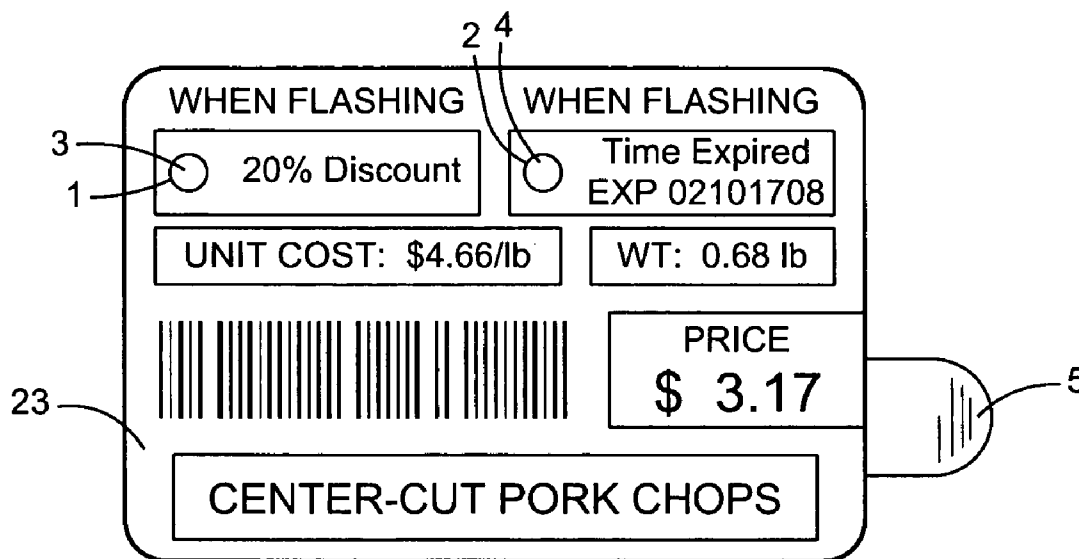 2 4
WHEN FLASHING WHEN FLASHING
3
1
20% Discount
Time Expired
EXP 02101708
UNIT COST: $4.66/lb WT: 0.68 lb
PRICE
$ 3.17
5
23
CENTER-CUT PORK CHOPS